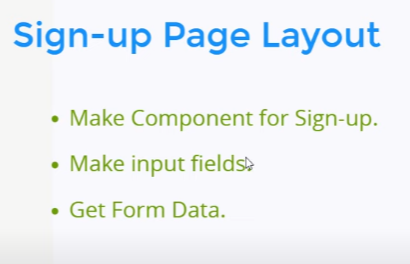 Sign-up Page Layout
• Make Component for Sign-up.
• Make input fields.
• Get Form Data.